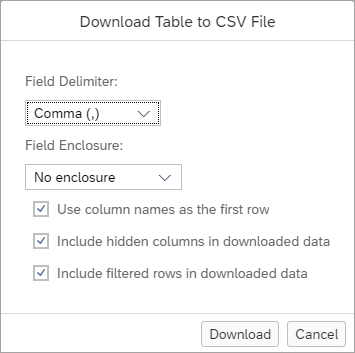 Download Table to CSV File
Field Delimiter:
Comma (,)
Field Enclosure:
No enclosure
Use column names as the first row
Include hidden columns in downloaded data
Include filtered rows in downloaded data
Download Cancel